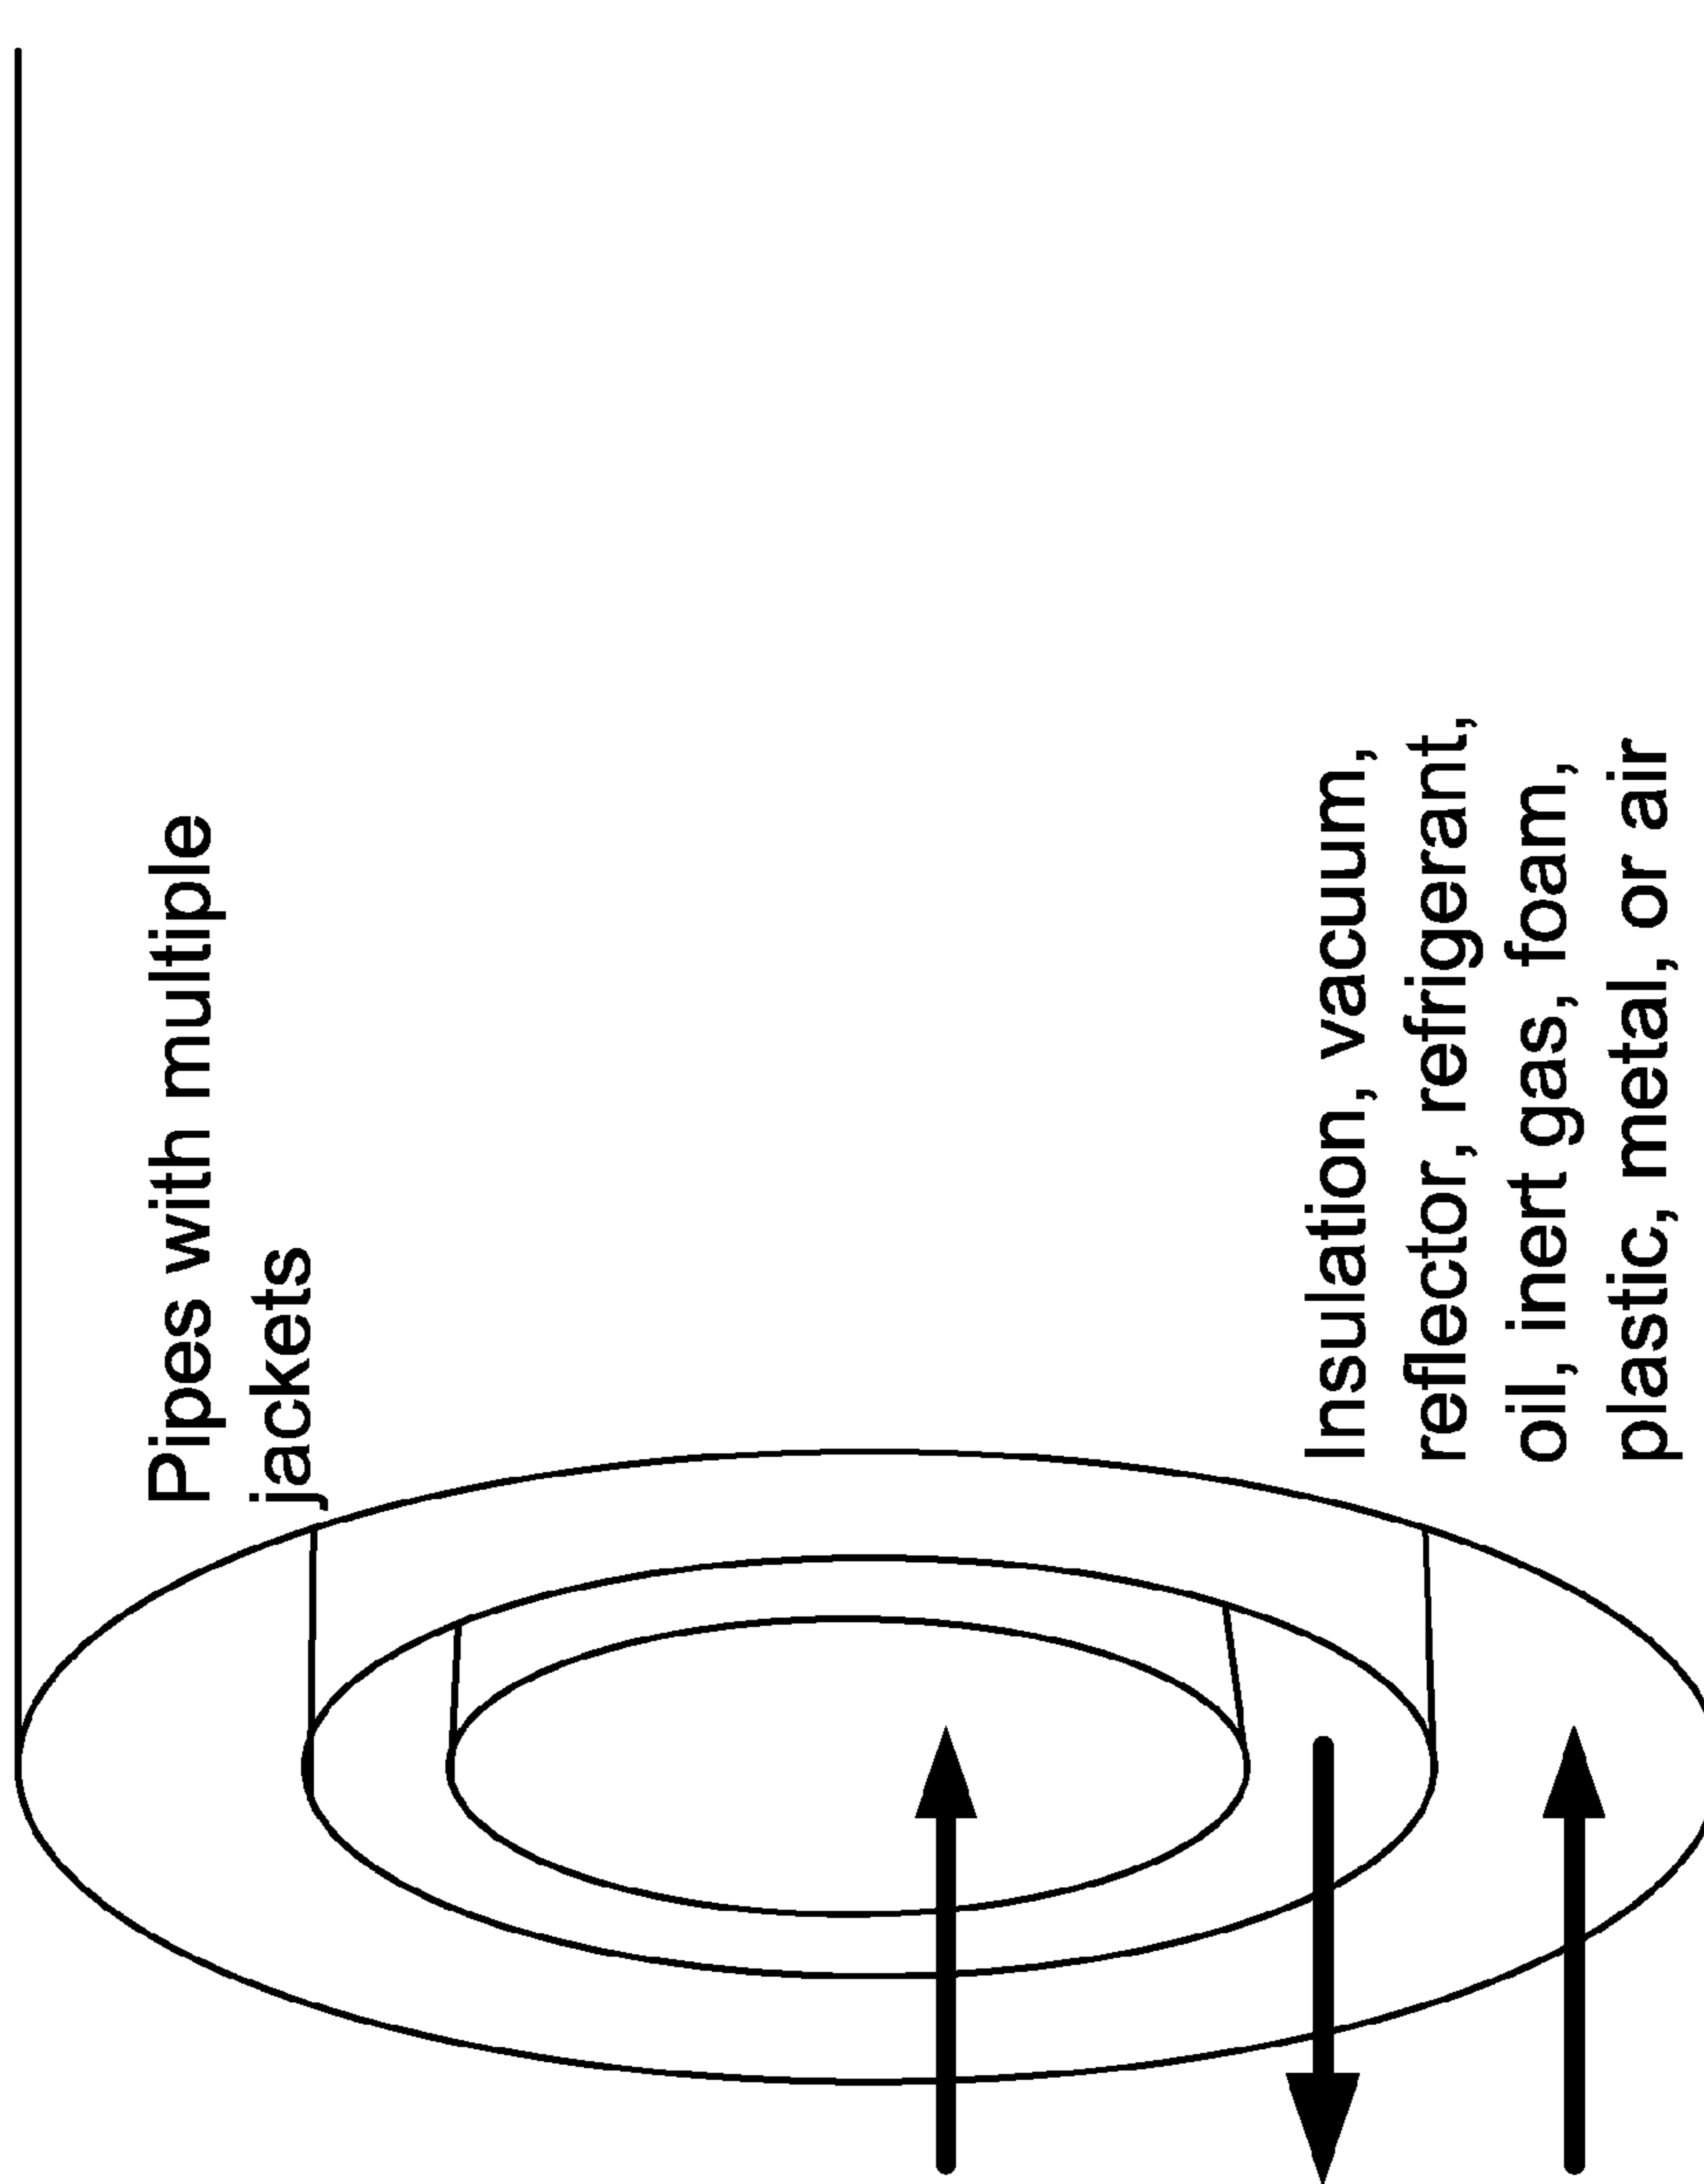 Pipes with multiple
jackets
Insulation, vacuum,
reflector, refrigerant,
oil, inert gas, foam,
plastic, metal, or air